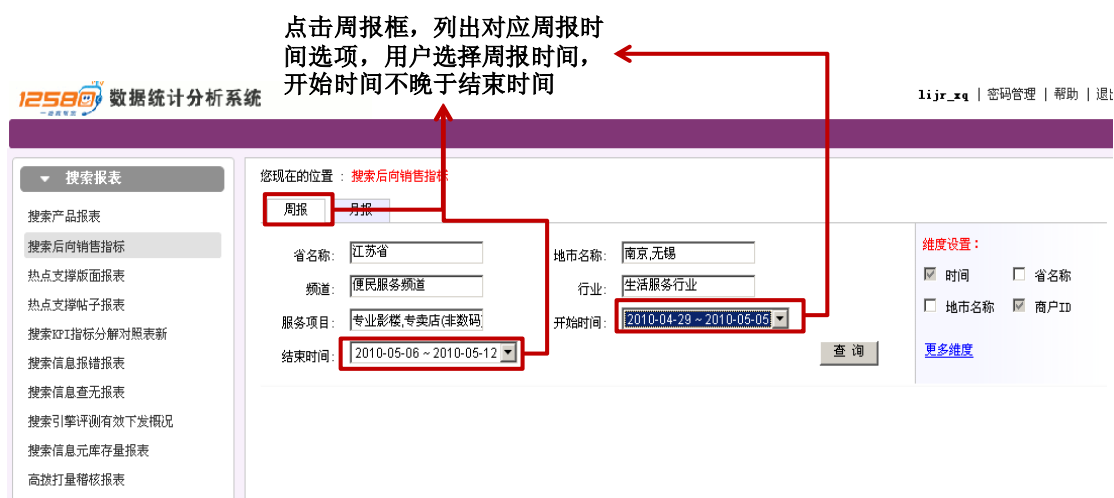 点击周报框，列出对应周报时
间选项，用户选择周报时间，
开始时间不晚于结束时间
12580 数据统计分析系统
lijr_xq | 密码管理 | 帮助 | 退出
搜索报表
搜索产品报表
搜索后向销售指标
热点支撑版面报表
热点支撑帖子报表
搜索KPI指标分解对照表新
搜索信息报错报表
搜索信息查无报表
搜索引擎评测有效下发概况
搜索信息元库存量报表
高拨打量稽核报表
您现在的位置 : 搜索后向销售指标
周报 月报
省名称: 江苏省 地市名称: 南京,无锡
频道: 便民服务频道 行业: 生活服务行业
服务项目: 专业影楼,专卖店(非数码) 开始时间: 2010-04-29 ~ 2010-05-05
结束时间: 2010-05-06 ~ 2010-05-12 查 询
维度设置：
时间 省名称
地市名称 商户ID
更多维度